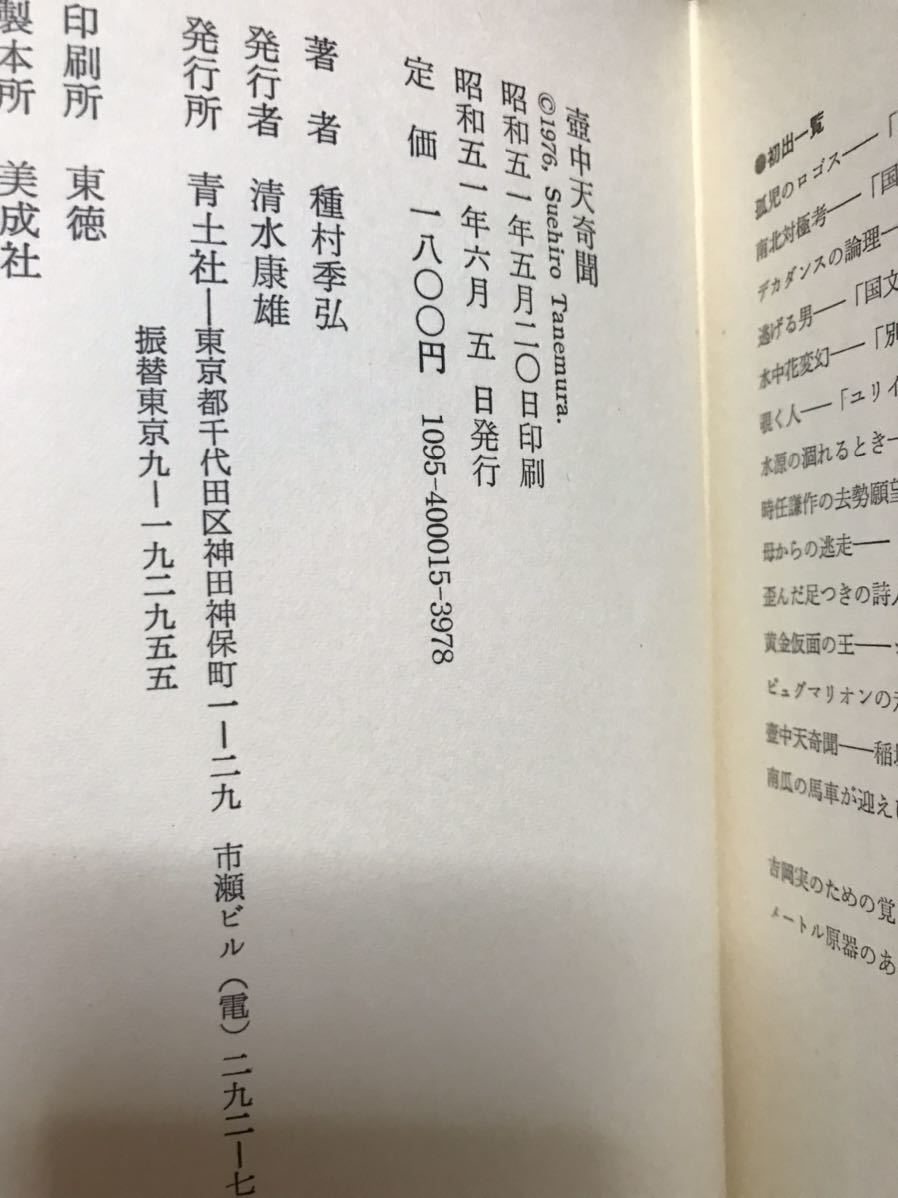 ●初出一覧
孤児のロゴス――「
南北対極考――「国
デカダンスの論理―
逃げる男――「国文
水中花変幻――「別
覗く人――「ユリイ
水源の涸れるとき―
時任謙作の去勢願望
母からの逃走――
歪んだ足つきの詩人
黄金仮面の王――
ピュグマリオンの
壺中天奇聞――稲垣
南瓜の馬車が迎え
吉岡実のための覚
メートル原器のあ
壺中天奇聞
©1976, Suehiro Tanemura.
昭和五一年五月二〇日印刷
昭和五一年六月 五 日発行
定 価 一八〇〇円 1095-400015-3978
著 者 種村季弘
発行者 清水康雄
発行所 青土社―東京都千代田区神田神保町一―二九 市瀬ビル(電)二九二―七
振替東京九―一九二九五五
印刷所 東徳
製本所 美成社